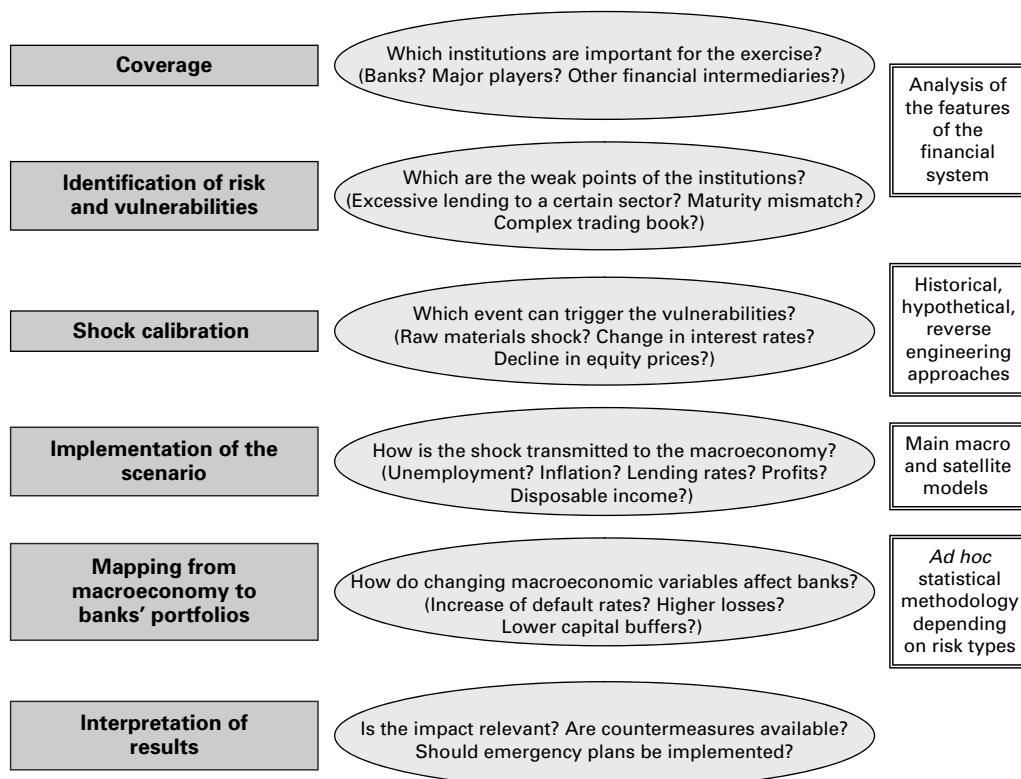 Coverage
Which institutions are important for the exercise?
(Banks? Major players? Other financial intermediaries?)
Analysis of
the features
of the
financial
system
Identification of risk
and vulnerabilities
Which are the weak points of the institutions?
(Excessive lending to a certain sector? Maturity mismatch?
Complex trading book?)
Shock calibration
Which event can trigger the vulnerabilities?
(Raw materials shock? Change in interest rates?
Decline in equity prices?)
Historical,
hypothetical,
reverse
engineering
approaches
Implementation of the
scenario
How is the shock transmitted to the macroeconomy?
(Unemployment? Inflation? Lending rates? Profits?
Disposable income?)
Main macro
and satellite
models
Mapping from
macroeconomy to
banks’ portfolios
How do changing macroeconomic variables affect banks?
(Increase of default rates? Higher losses?
Lower capital buffers?)
Ad hoc
statistical
methodology
depending
on risk types
Interpretation of
results
Is the impact relevant? Are countermeasures available?
Should emergency plans be implemented?